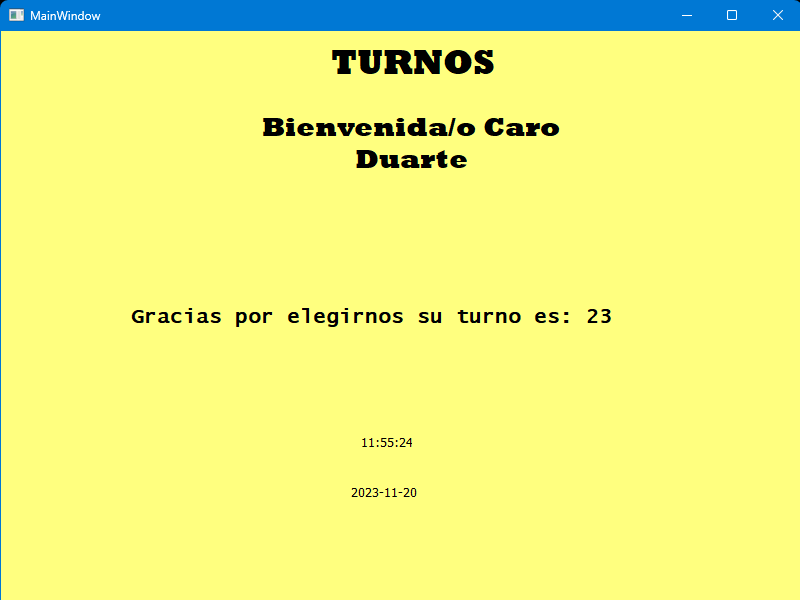 MainWindow
TURNOS
Bienvenida/o Caro
Duarte
Gracias por elegirnos su turno es: 23
11:55:24
2023-11-20